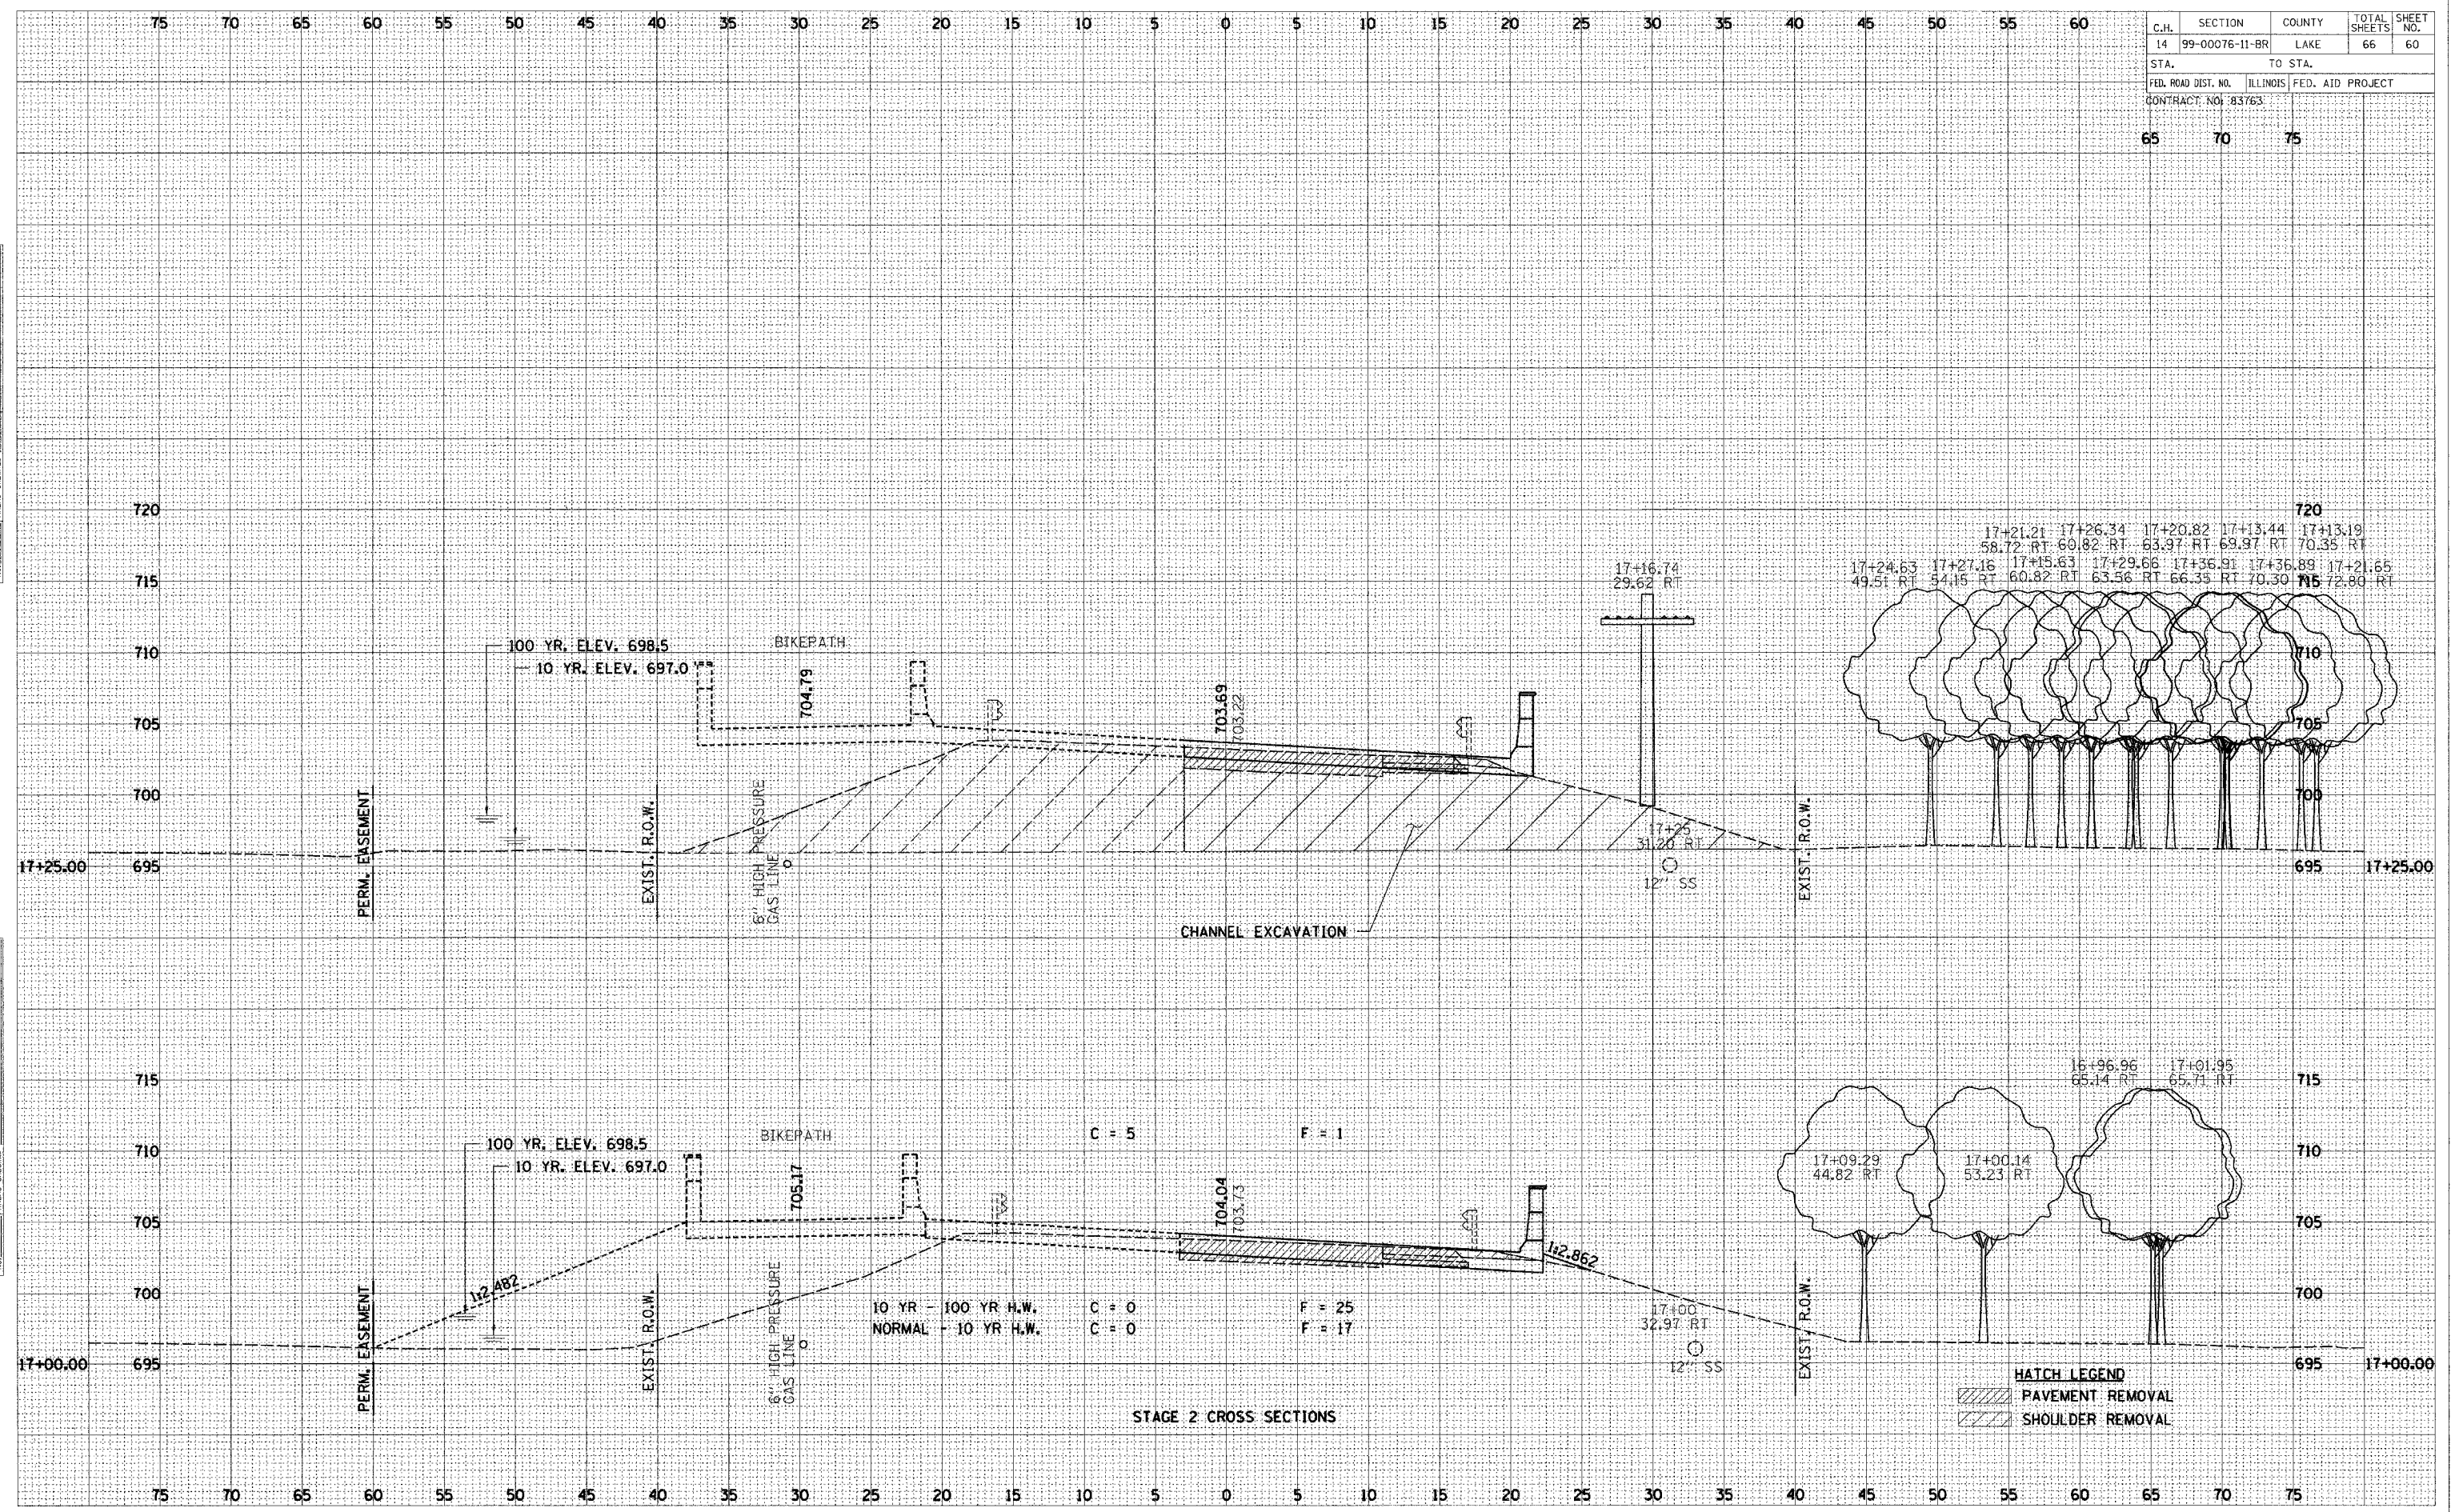 75 70 65 60 55 50 45 40 35 30 25 20 15 10 5 0 5 10 15 20 25 30 35 40 45 50 55 60
C.H. SECTION COUNTY TOTAL SHEETS SHEET NO.
14 99-00076-11-BR LAKE 66 60
STA. TO STA.
FED. ROAD DIST. NO. ILLINOIS FED. AID PROJECT
CONTRACT NO: 83763
65 70 75
720 720
17+21.21 17+26.34 17+20.82 17+13.44 17+13.19
58.72 RT 60.82 RT 63.97 RT 69.97 RT 70.35 RT
17+16.74 17+24.63 17+27.16 17+15.63 17+29.66 17+36.91 17+36.89 17+21.65
715 29.62 RT 49.51 RT 54.15 RT 60.82 RT 63.56 RT 66.35 RT 70.30 RT 715 72.80 RT
100 YR. ELEV. 698.5
BIKEPATH
710 710
10 YR. ELEV. 697.0
704.79
703.69
703.22
705 705
700 700
PERM. EASEMENT
EXIST. R.O.W.
6" HIGH PRESSURE
GAS LINE
17+25
31.20 RT
12" SS
EXIST. R.O.W.
17+25.00 695 695 17+25.00
CHANNEL EXCAVATION
16+96.96 17+01.95
65.14 RT 65.71 RT
715 715
BIKEPATH
C = 5 F = 1
100 YR. ELEV. 698.5
710 710
10 YR. ELEV. 697.0
17+09.29 17+00.14
44.82 RT 53.23 RT
705.17
704.04
703.73
705 705
1:2.862
1:2.482
700 700
10 YR - 100 YR H.W. C = 0 F = 25
NORMAL - 10 YR H.W. C = 0 F = 17
PERM. EASEMENT
EXIST. R.O.W.
6" HIGH PRESSURE
GAS LINE
17+00
32.97 RT
12" SS
EXIST. R.O.W.
17+00.00 695 695 17+00.00
HATCH LEGEND
PAVEMENT REMOVAL
SHOULDER REMOVAL
STAGE 2 CROSS SECTIONS
75 70 65 60 55 50 45 40 35 30 25 20 15 10 5 0 5 10 15 20 25 30 35 40 45 50 55 60 65 70 75